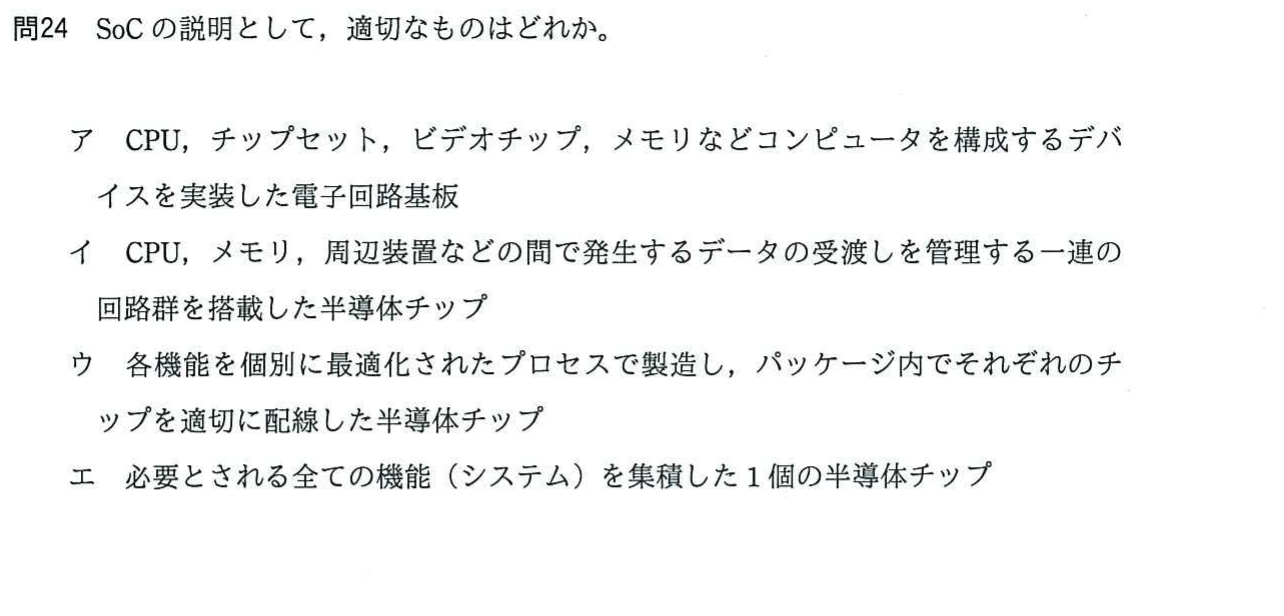 問24 SoC の説明として，適切なものはどれか。
ア CPU，チップセット，ビデオチップ，メモリなどコンピュータを構成するデバ
イスを実装した電子回路基板
イ CPU，メモリ，周辺装置などの間で発生するデータの受渡しを管理する一連の
回路群を搭載した半導体チップ
ウ 各機能を個別に最適化されたプロセスで製造し，パッケージ内でそれぞれのチ
ップを適切に配線した半導体チップ
エ 必要とされる全ての機能（システム）を集積した 1 個の半導体チップ